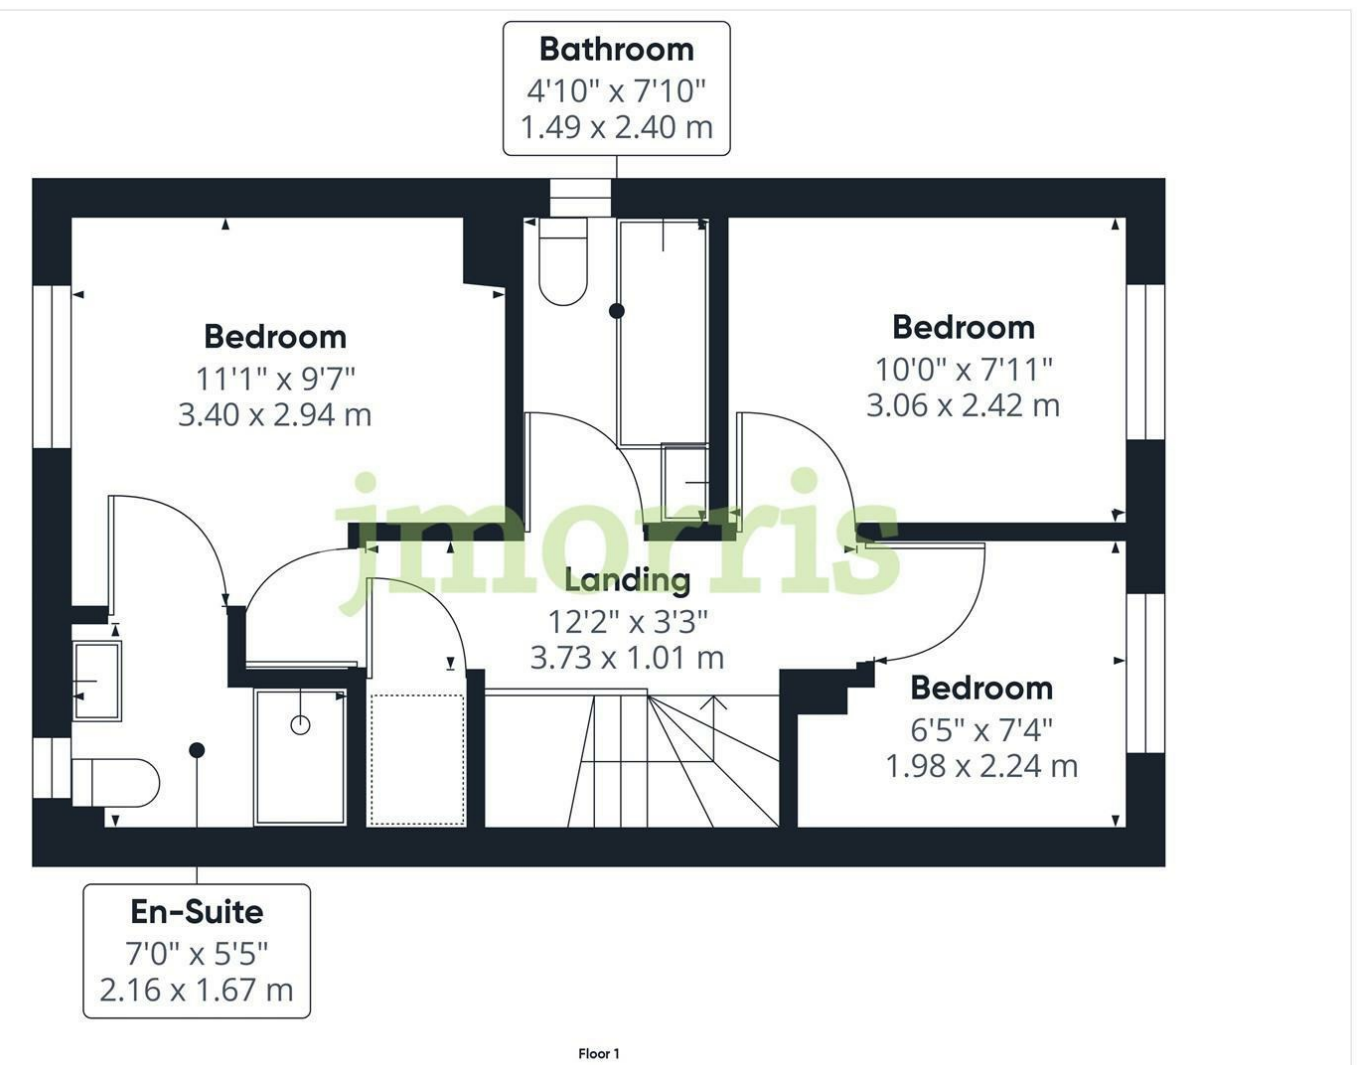 Bathroom
4'10" x 7'10"
1.49 x 2.40 m
Bedroom
11'1" x 9'7"
3.40 x 2.94 m
Bedroom
10'0" x 7'11"
3.06 x 2.42 m
jmorris
Landing
12'2" x 3'3"
3.73 x 1.01 m
Bedroom
6'5" x 7'4"
1.98 x 2.24 m
En-Suite
7'0" x 5'5"
2.16 x 1.67 m
Floor 1